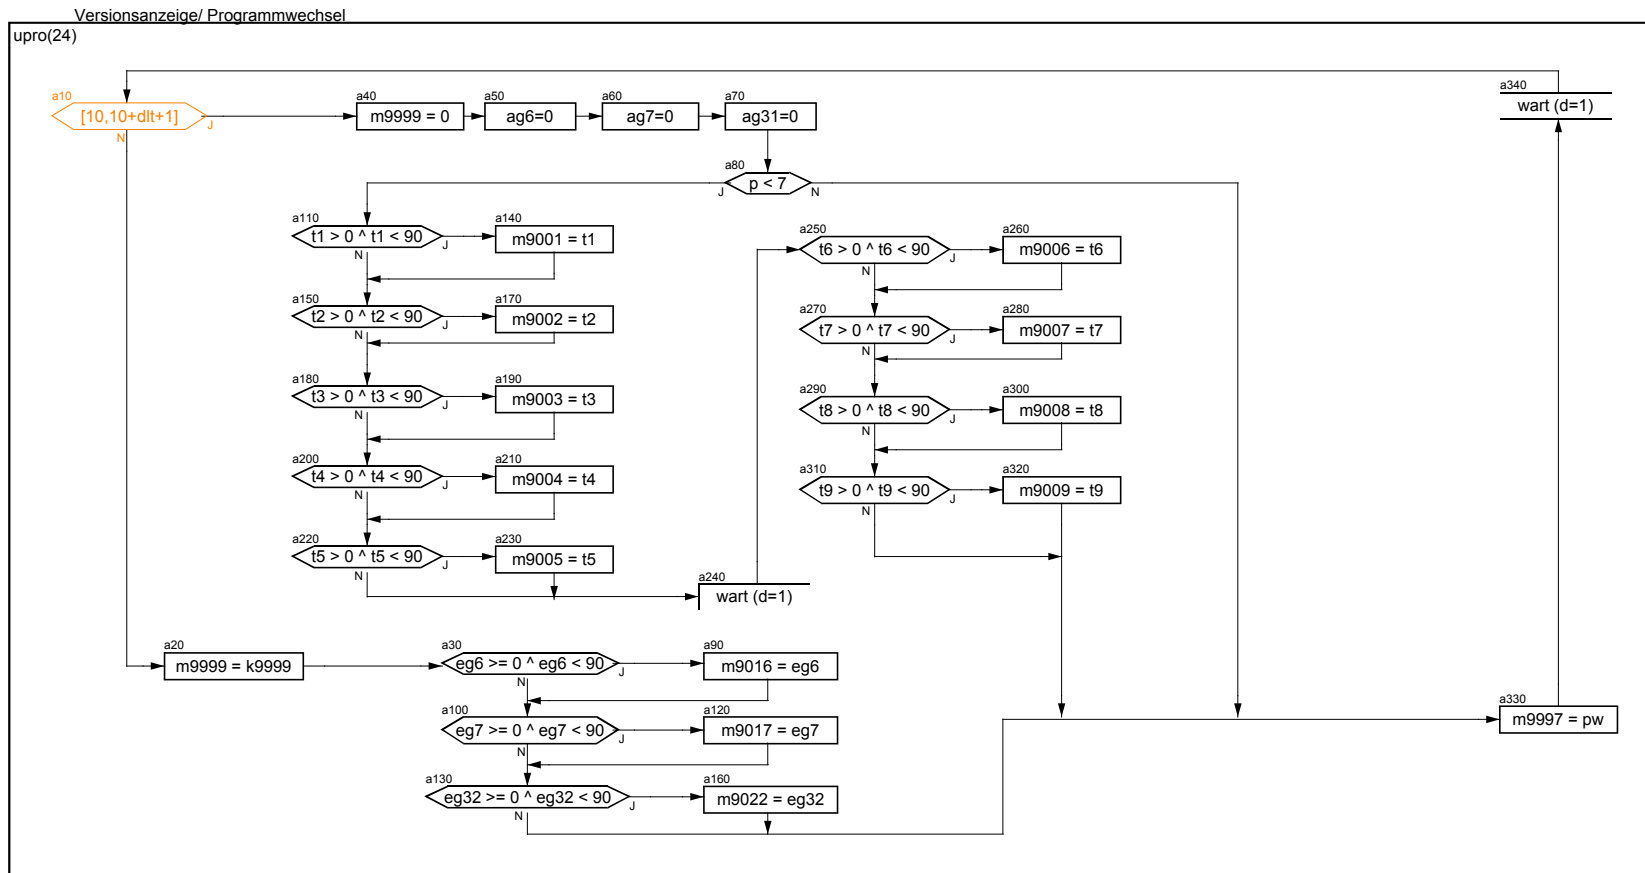 Versionsanzeige/ Programmwechsel
upro(24)
a10
[10,10+dlt+1]
J
N
a40
m9999 = 0
a50
ag6=0
a60
ag7=0
a70
ag31=0
a340
wart (d=1)
a80
p < 7
J
N
a110
t1 > 0 ^ t1 < 90
J
N
a140
m9001 = t1
a150
t2 > 0 ^ t2 < 90
J
N
a170
m9002 = t2
a180
t3 > 0 ^ t3 < 90
J
N
a190
m9003 = t3
a200
t4 > 0 ^ t4 < 90
J
N
a210
m9004 = t4
a220
t5 > 0 ^ t5 < 90
J
N
a230
m9005 = t5
a240
wart (d=1)
a250
t6 > 0 ^ t6 < 90
J
N
a260
m9006 = t6
a270
t7 > 0 ^ t7 < 90
J
N
a280
m9007 = t7
a290
t8 > 0 ^ t8 < 90
J
N
a300
m9008 = t8
a310
t9 > 0 ^ t9 < 90
J
N
a320
m9009 = t9
a20
m9999 = k9999
a30
eg6 >= 0 ^ eg6 < 90
J
N
a90
m9016 = eg6
a100
eg7 >= 0 ^ eg7 < 90
J
N
a120
m9017 = eg7
a130
eg32 >= 0 ^ eg32 < 90
J
N
a160
m9022 = eg32
a330
m9997 = pw